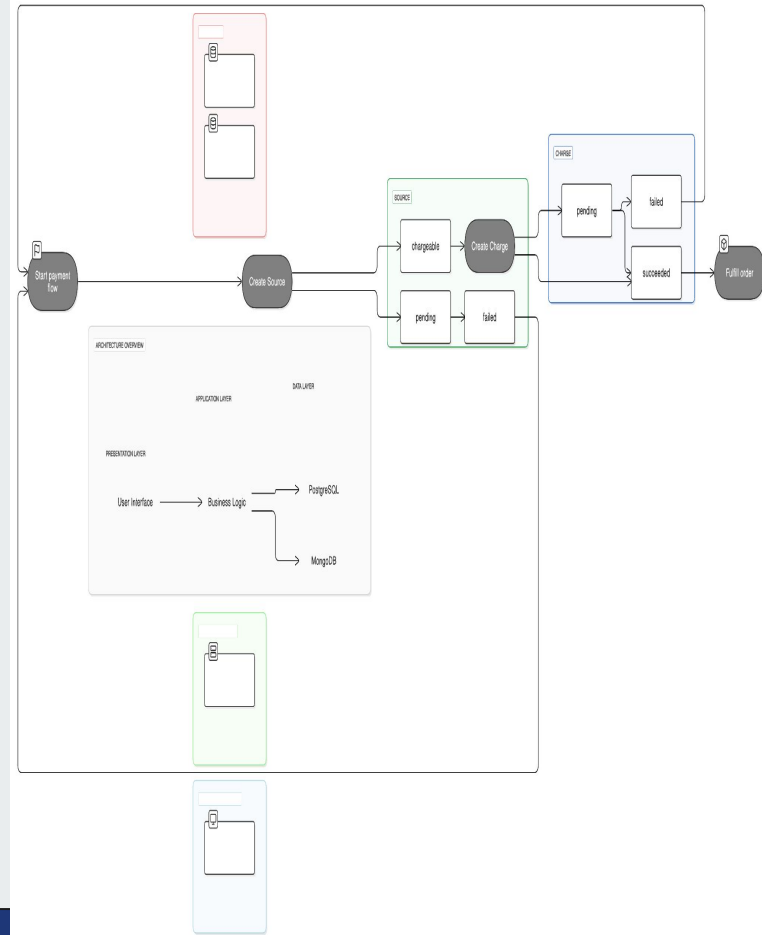 CHARGE
SOURCE
pending
failed
chargeable
Create Charge
Start payment
flow
Create Source
succeeded
Fulfill order
pending
failed
ARCHITECTURE OVERVIEW
DATA LAYER
APPLICATION LAYER
PRESENTATION LAYER
User Interface
Business Logic
PostgreSQL
MongoDB